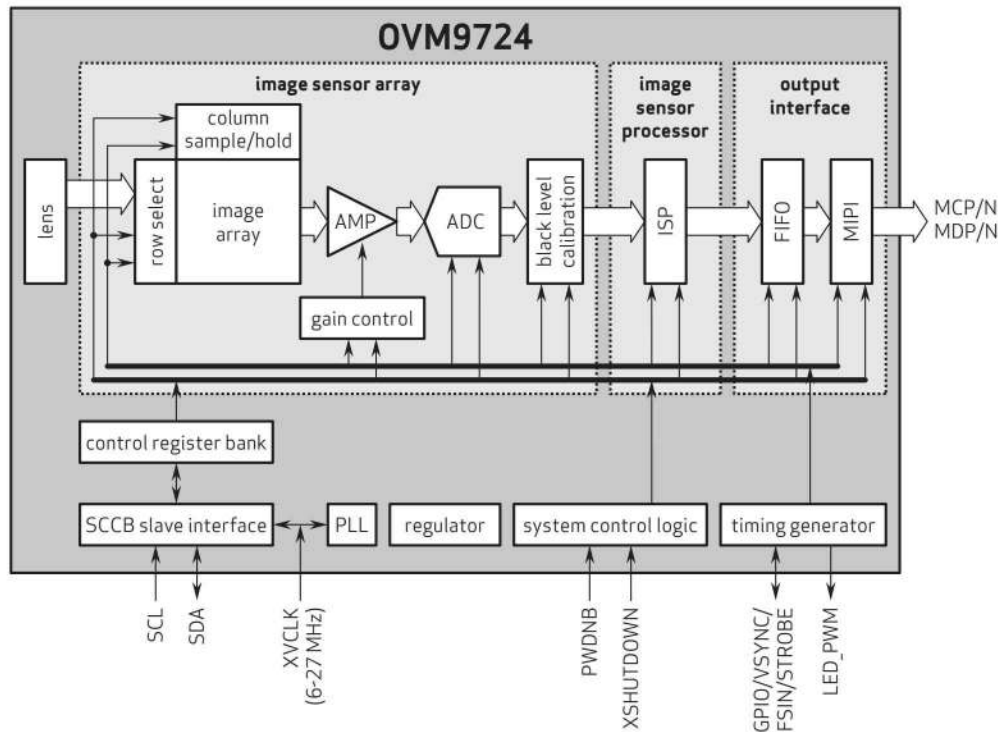 OVM9724
image sensor array
image
sensor
processor
output
interface
column
sample/hold
lens
row select
image
array
AMP
ADC
black level
calibration
ISP
FIFO
MIPI
MCP/N
MDP/N
gain control
control register bank
SCCB slave interface
PLL
regulator
system control logic
timing generator
SCL
SDA
XVCLK
(6-27 MHz)
PWDNB
XSHUTDOWN
GPIO/VSYNC/
FSIN/STROBE
LED_PWM